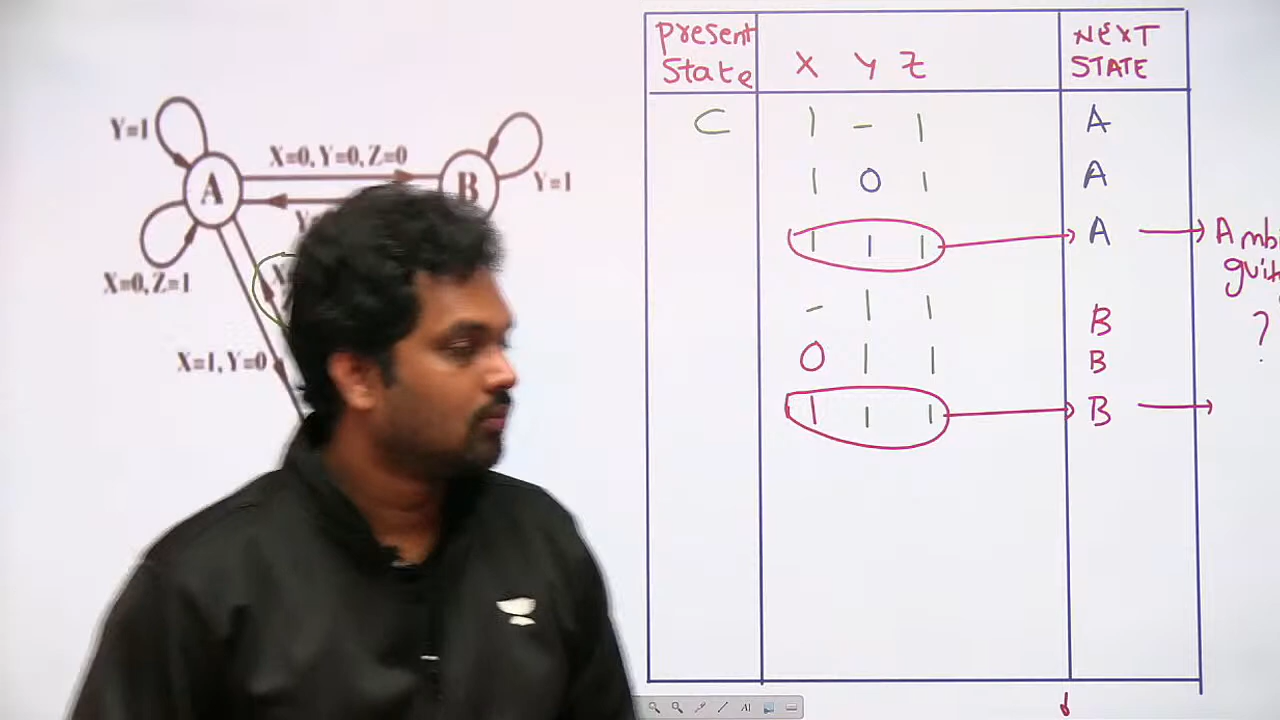 Y=1
X=0, Y=0, Z=0
A
B
Y=1
X=0, Z=1
X=1, Y=0
Present State
X Y Z
NEXT STATE
C 1 - 1 A
1 0 1 A
1 1 1 A
- 1 1 B
0 1 1 B
1 1 1 B
Ambi
guit
?